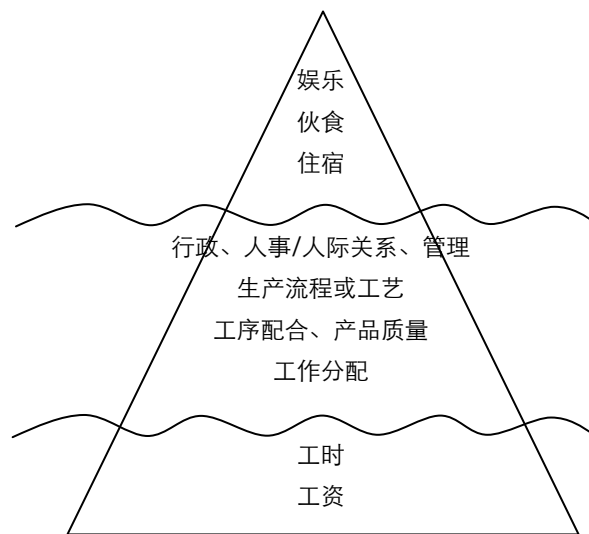 娱乐
伙食
住宿
行政、人事/人际关系、管理
生产流程或工艺
工序配合、产品质量
工作分配
工时
工资